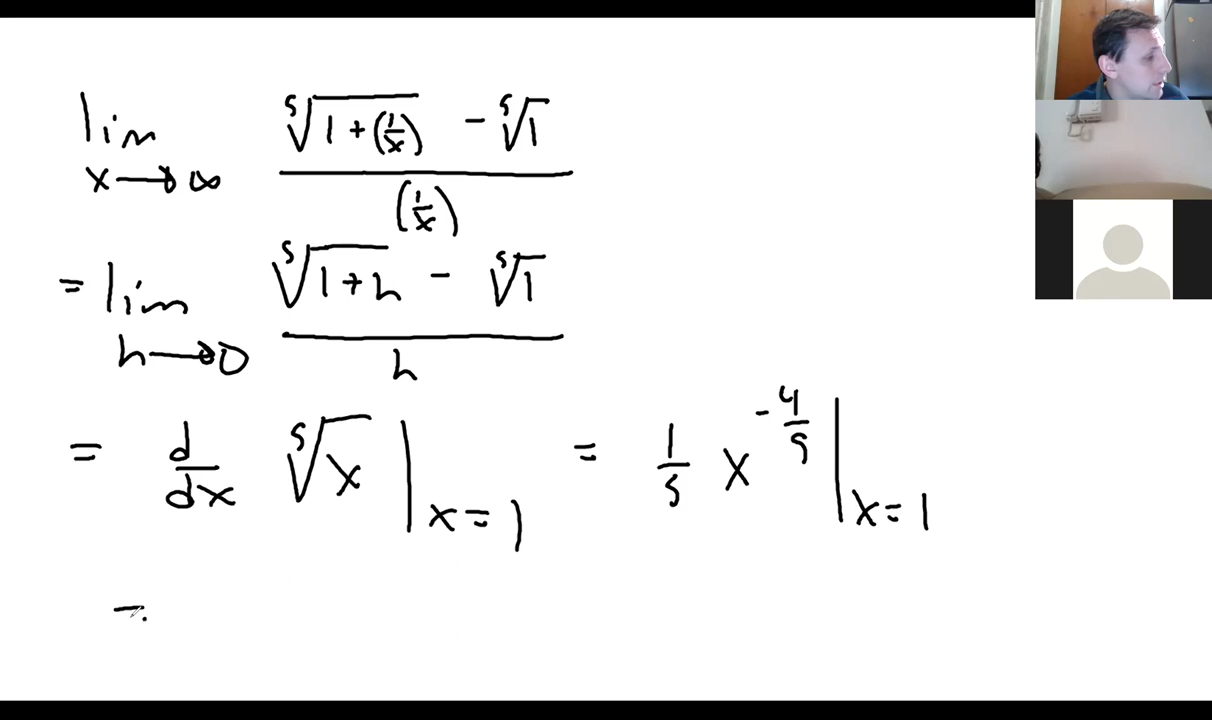 lim x→∞ (⁵√(1+(1/x)) - ⁵√1) / (1/x)
= lim h→0 (⁵√(1+h) - ⁵√1) / h
= d/dx ⁵√x |x=1 = 1/5 x^(-4/5) |x=1